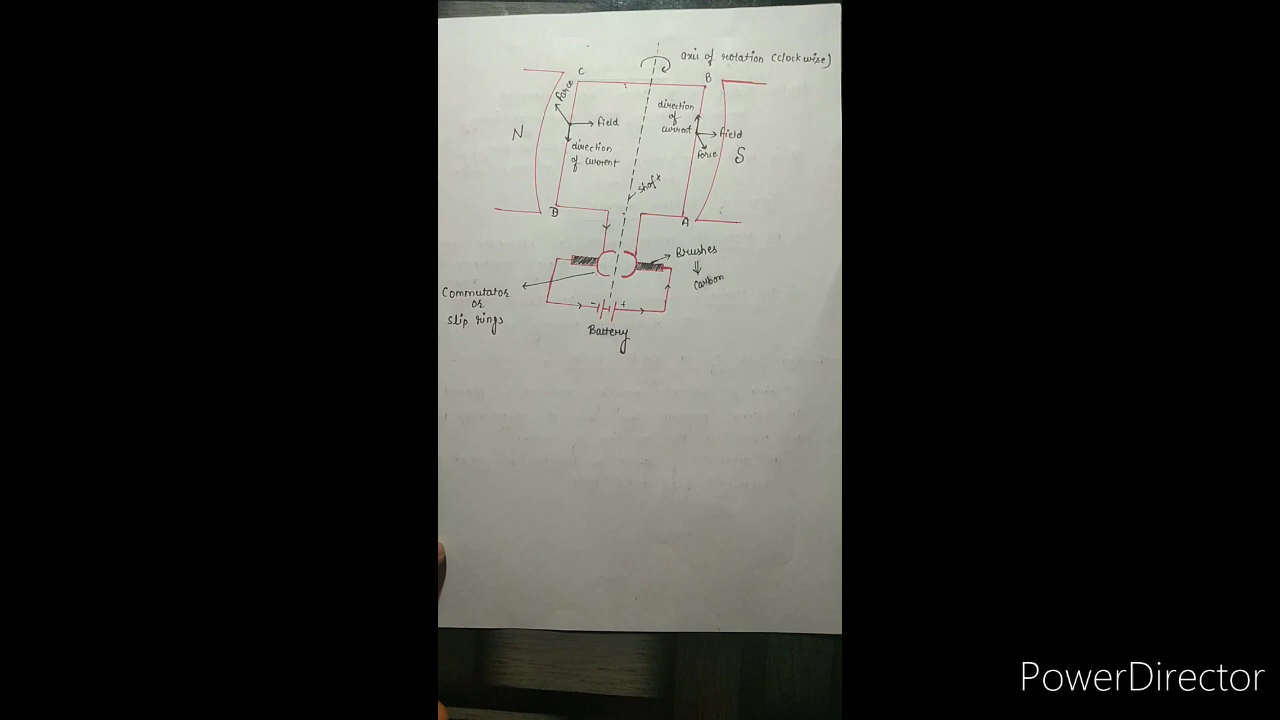 axis of rotation (clockwise)
C
B
Force
direction
of
current
field
field
N
direction
of current
Force
S
shaft
B
A
Brushes
carbon
Commutator
or
slip rings
- +
Battery
PowerDirector